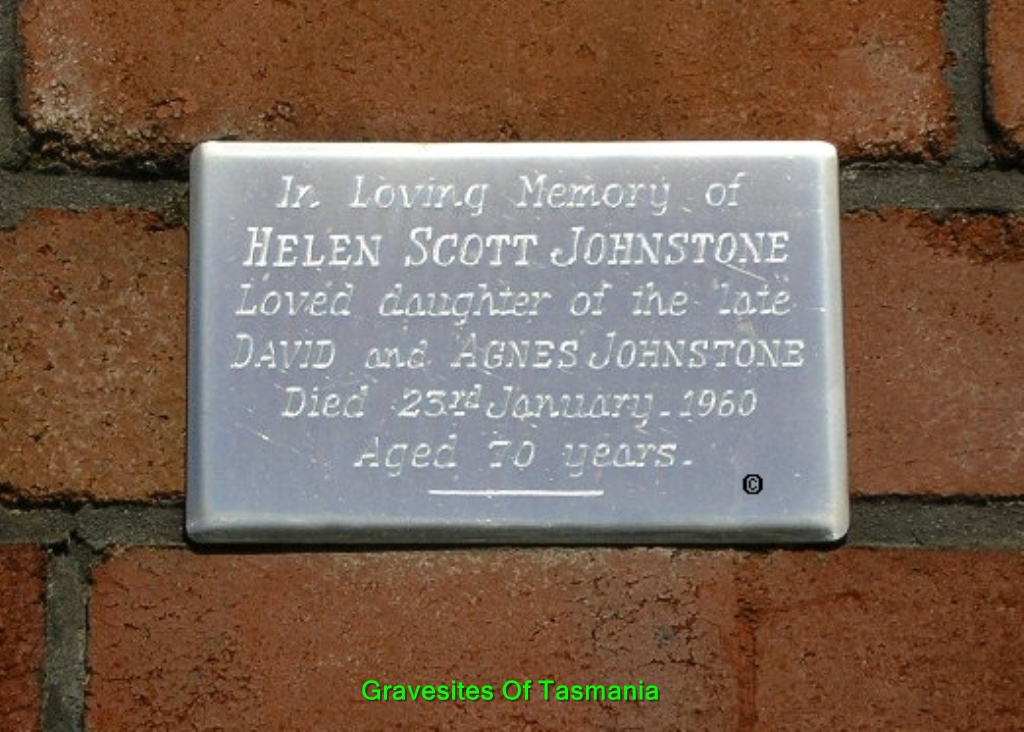 In Loving Memory of
HELEN SCOTT JOHNSTONE
Loved daughter of the late
DAVID and AGNES JOHNSTONE
Died 23rd January. 1960
Aged 70 years.
©
Gravesites Of Tasmania